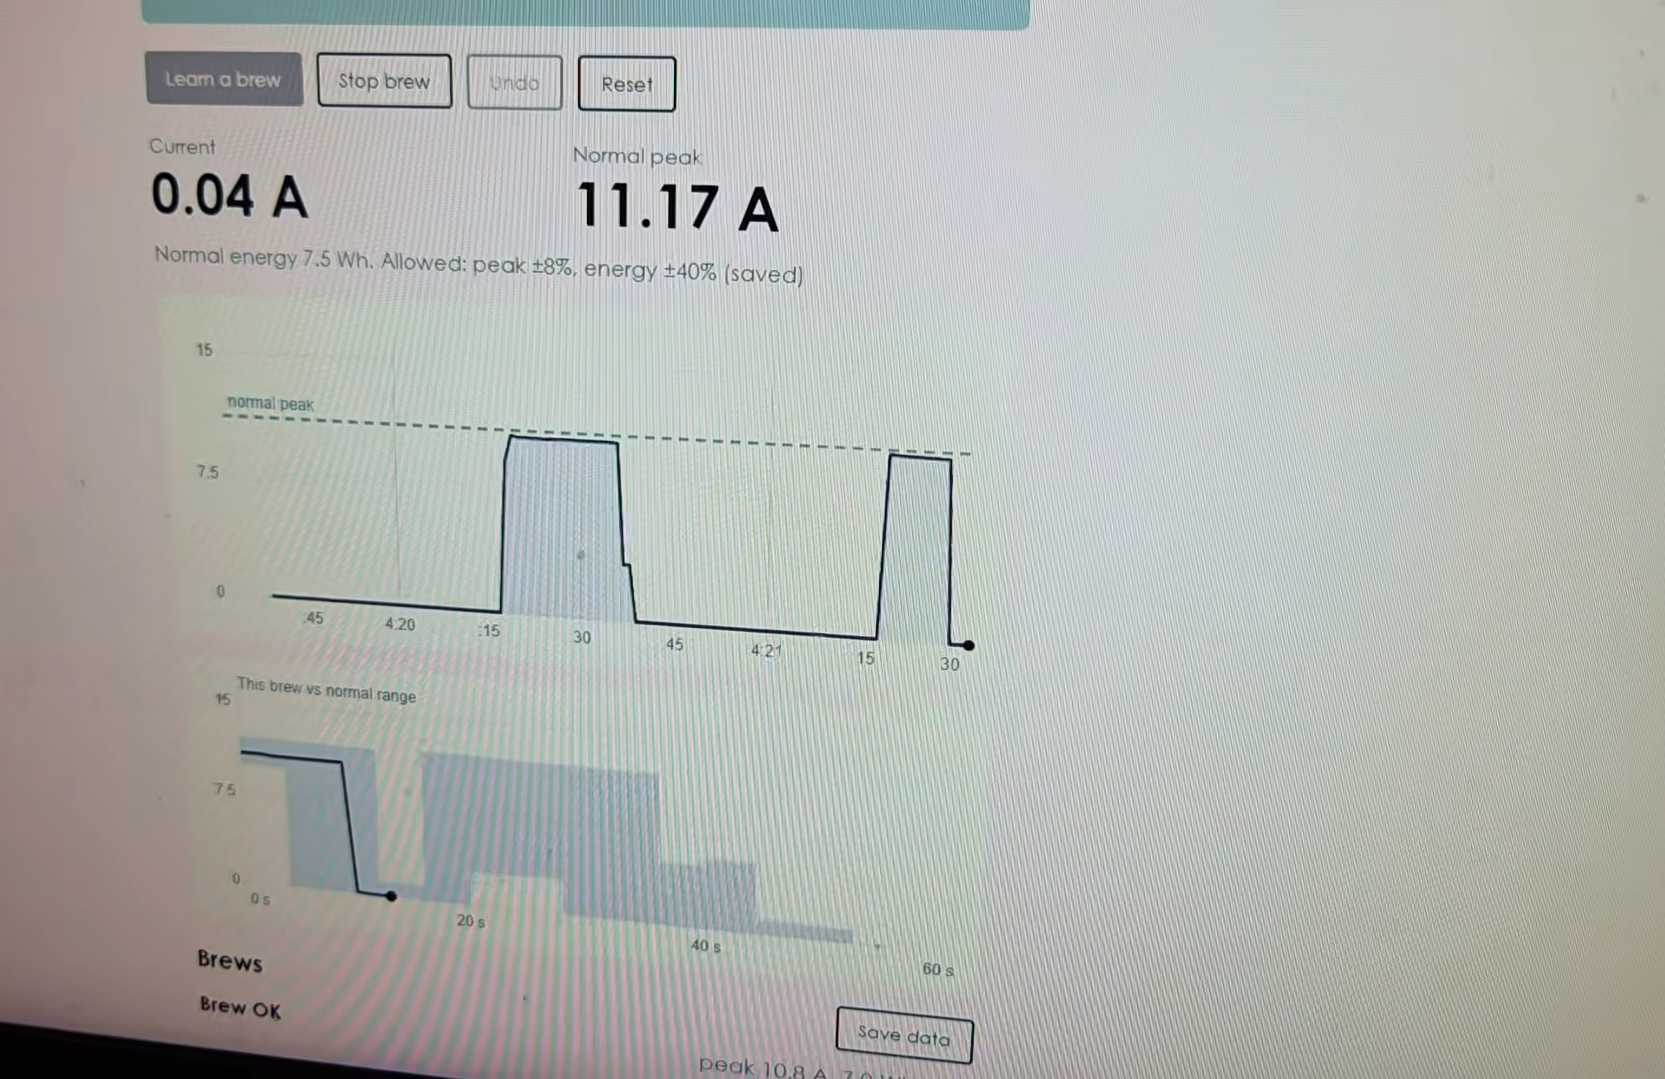 Learn a brew Stop brew Undo Reset
Current Normal peak
0.04 A 11.17 A
Normal energy 7.5 Wh. Allowed: peak ±8%, energy ±40% (saved)
15
normal peak
7.5
0
:45 4:20 :15 30 45 4:21 15 30
This brew vs normal range
15
7.5
0
0 s 20 s 40 s 60 s
Brews
Brew OK
Save data
peak 10.8 A